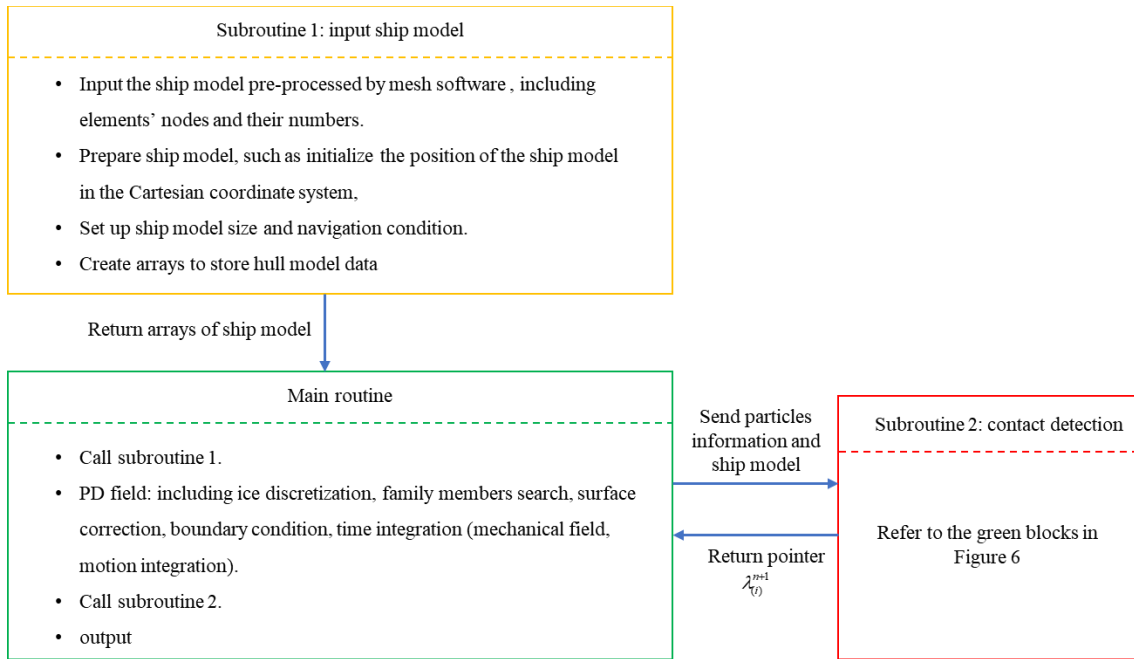 Subroutine 1: input ship model
• Input the ship model pre-processed by mesh software , including
elements’ nodes and their numbers.
• Prepare ship model, such as initialize the position of the ship model
in the Cartesian coordinate system,
• Set up ship model size and navigation condition.
• Create arrays to store hull model data
Return arrays of ship model
Main routine
• Call subroutine 1.
• PD field: including ice discretization, family members search, surface
correction, boundary condition, time integration (mechanical field,
motion integration).
• Call subroutine 2.
• output
Send particles
information and
ship model
Return pointer
λ_{(i)}^{n+1}
Subroutine 2: contact detection
Refer to the green blocks in
Figure 6